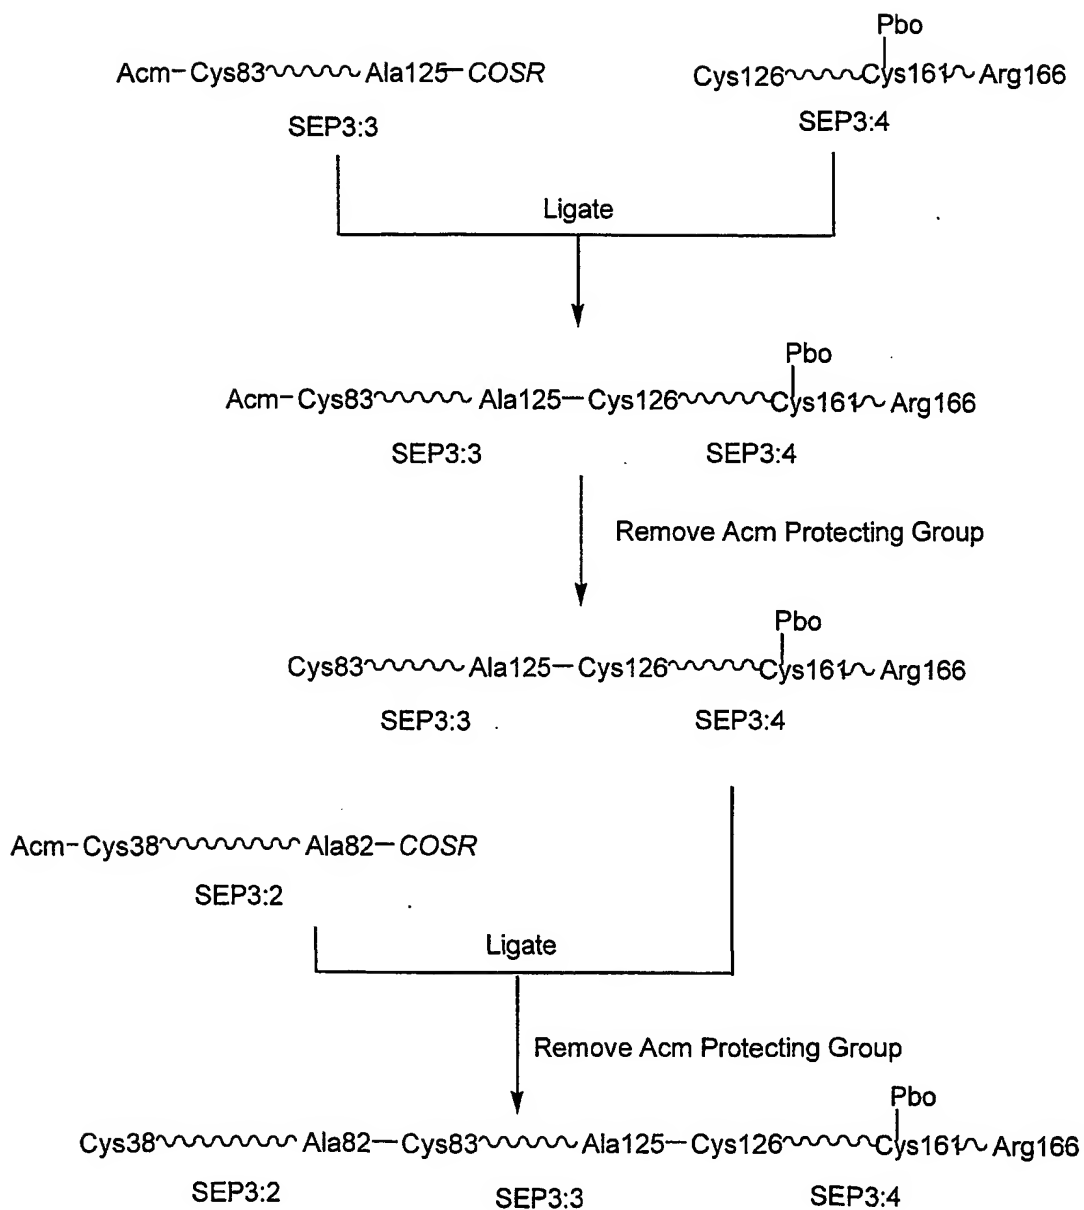 Pbo
Acm–Cys83 Ala125–COSR Cys126 Cys161 Arg166
SEP3:3 SEP3:4
Ligate
Pbo
Acm–Cys83 Ala125–Cys126 Cys161 Arg166
SEP3:3 SEP3:4
Remove Acm Protecting Group
Pbo
Cys83 Ala125–Cys126 Cys161 Arg166
SEP3:3 SEP3:4
Acm–Cys38 Ala82–COSR
SEP3:2
Ligate
Remove Acm Protecting Group
Pbo
Cys38 Ala82–Cys83 Ala125–Cys126 Cys161 Arg166
SEP3:2 SEP3:3 SEP3:4